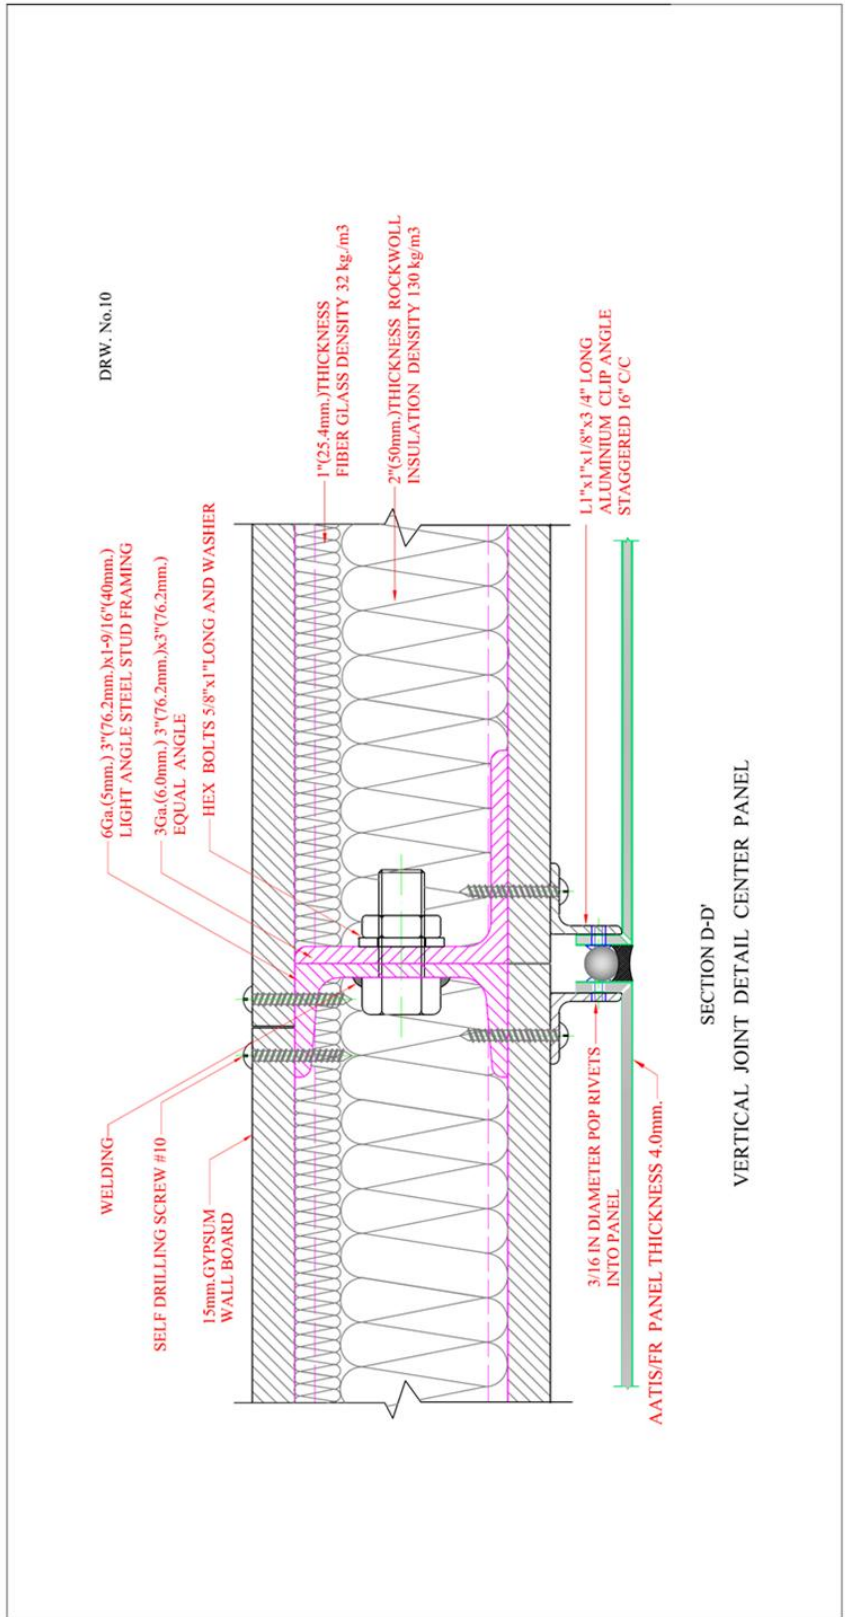 DRW. No.10
6Ga.(5mm.) 3"(76.2mm.)x1-9/16"(40mm.)
LIGHT ANGLE STEEL STUD FRAMING
3Ga.(6.0mm.) 3"(76.2mm.)x3"(76.2mm.)
EQUAL ANGLE
HEX BOLTS 5/8"x1"LONG AND WASHER
WELDING
SELF DRILLING SCREW #10
15mm.GYPSUM
WALL BOARD
1"(25.4mm.)THICKNESS
FIBER GLASS DENSITY 32 kg./m3
2"(50mm.)THICKNESS ROCKWOLL
INSULATION DENSITY 130 kg/m3
L1"x1"x1/8"x3/4" LONG
ALUMINIUM CLIP ANGLE
STAGGERED 16" C/C
3/16 IN DIAMETER POP RIVETS
INTO PANEL
AATIS/FR PANEL THICKNESS 4.0mm.
SECTION D-D'
VERTICAL JOINT DETAIL CENTER PANEL